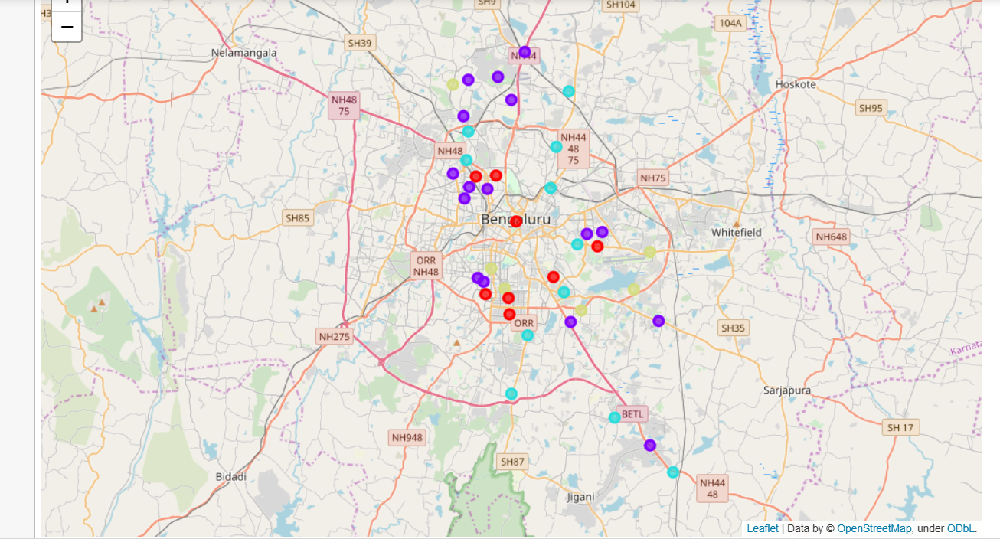 +
−
H3
SH9
SH104
104A
SH39
Nelamangala
NH44
Hoskote
NH48
75
SH95
NH44
48
75
NH48
NH75
SH85
Bengaluru
Whitefield
NH648
ORR
NH48
ORR
SH35
NH275
Karnata
Sarjapura
BETL
SH 17
NH948
SH87
Bidadi
NH44
48
Jigani
Leaflet | Data by © OpenStreetMap, under ODbL.